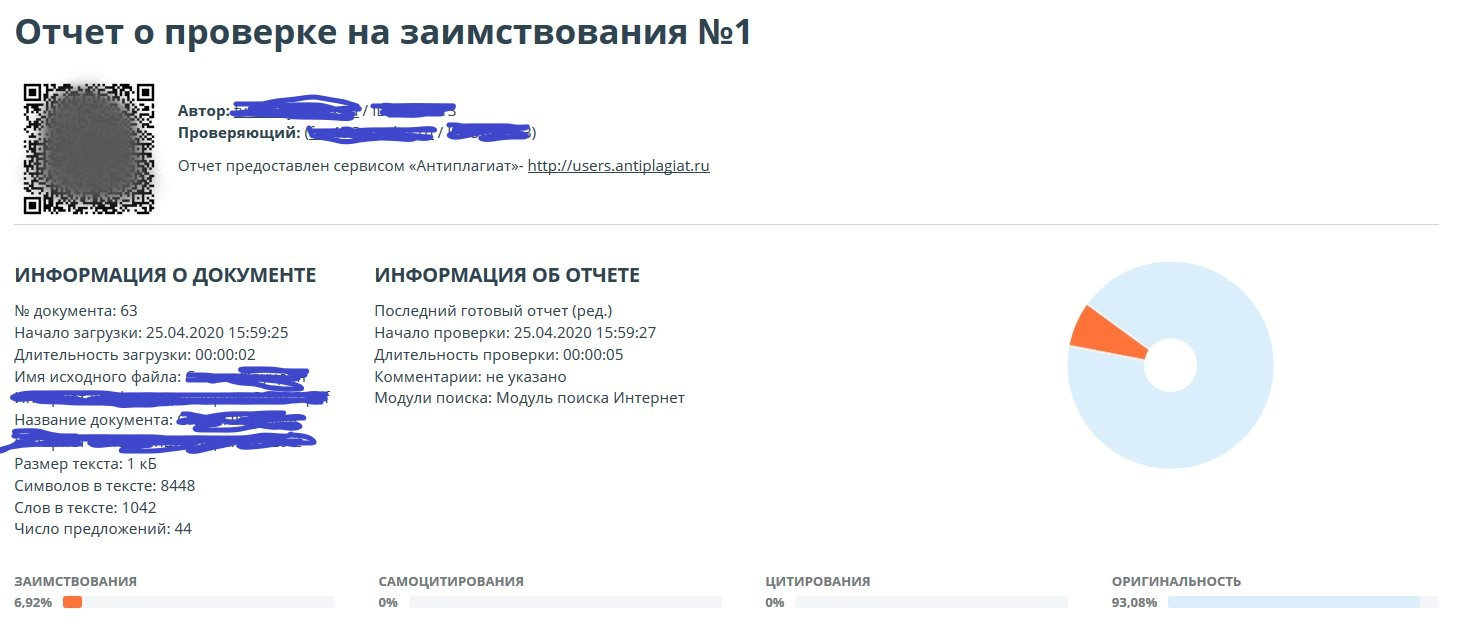 Отчет о проверке на заимствования №1
Автор: /
Проверяющий: ( / )
Отчет предоставлен сервисом «Антиплагиат»- http://users.antiplagiat.ru
ИНФОРМАЦИЯ О ДОКУМЕНТЕ
№ документа: 63
Начало загрузки: 25.04.2020 15:59:25
Длительность загрузки: 00:00:02
Имя исходного файла:
Название документа:
Размер текста: 1 кБ
Символов в тексте: 8448
Слов в тексте: 1042
Число предложений: 44
ИНФОРМАЦИЯ ОБ ОТЧЕТЕ
Последний готовый отчет (ред.)
Начало проверки: 25.04.2020 15:59:27
Длительность проверки: 00:00:05
Комментарии: не указано
Модули поиска: Модуль поиска Интернет
ЗАИМСТВОВАНИЯ
6,92%
САМОЦИТИРОВАНИЯ
0%
ЦИТИРОВАНИЯ
0%
ОРИГИНАЛЬНОСТЬ
93,08%